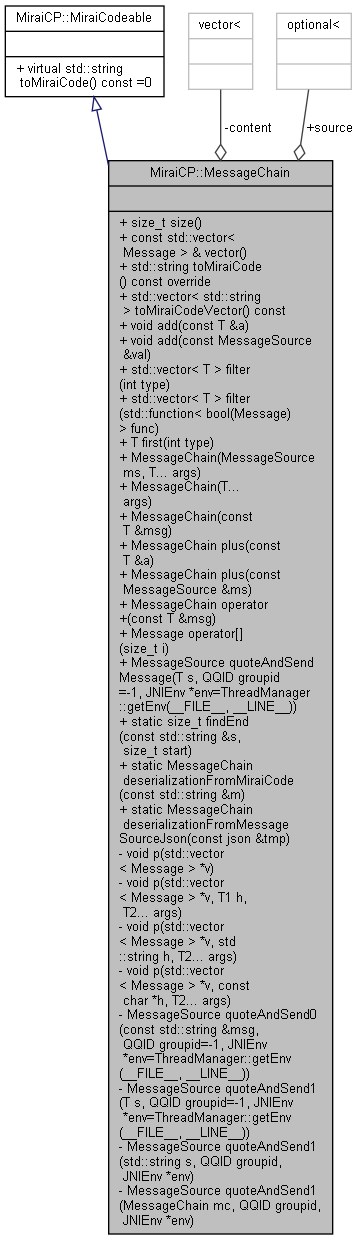 MiraiCP::MiraiCodeable
+ virtual std::string
toMiraiCode() const =0
vector<
optional<
-content
+source
MiraiCP::MessageChain
+ size_t size()
+ const std::vector<
Message > & vector()
+ std::string toMiraiCode
() const override
+ std::vector< std::string
> toMiraiCodeVector() const
+ void add(const T &a)
+ void add(const MessageSource
&val)
+ std::vector< T > filter
(int type)
+ std::vector< T > filter
(std::function< bool(Message)
> func)
+ T first(int type)
+ MessageChain(MessageSource
ms, T... args)
+ MessageChain(T...
args)
+ MessageChain(const
T &msg)
+ MessageChain plus(const
T &a)
+ MessageChain plus(const
MessageSource &ms)
+ MessageChain operator
+(const T &msg)
+ Message operator[]
(size_t i)
+ MessageSource quoteAndSend
Message(T s, QQID groupid
=-1, JNIEnv *env=ThreadManager
::getEnv(__FILE__, __LINE__))
+ static size_t findEnd
(const std::string &s,
size_t start)
+ static MessageChain
deserializationFromMiraiCode
(const std::string &m)
+ static MessageChain
deserializationFromMessage
SourceJson(const json &tmp)
- void p(std::vector
< Message > *v)
- void p(std::vector
< Message > *v, T1 h,
T2... args)
- void p(std::vector
< Message > *v, std
::string h, T2... args)
- void p(std::vector
< Message > *v, const
char *h, T2... args)
- MessageSource quoteAndSend0
(const std::string &msg,
QQID groupid=-1, JNIEnv
*env=ThreadManager::getEnv
(__FILE__, __LINE__))
- MessageSource quoteAndSend1
(T s, QQID groupid=-1, JNIEnv
*env=ThreadManager::getEnv
(__FILE__, __LINE__))
- MessageSource quoteAndSend1
(std::string s, QQID groupid,
JNIEnv *env)
- MessageSource quoteAndSend1
(MessageChain mc, QQID groupid,
JNIEnv *env)